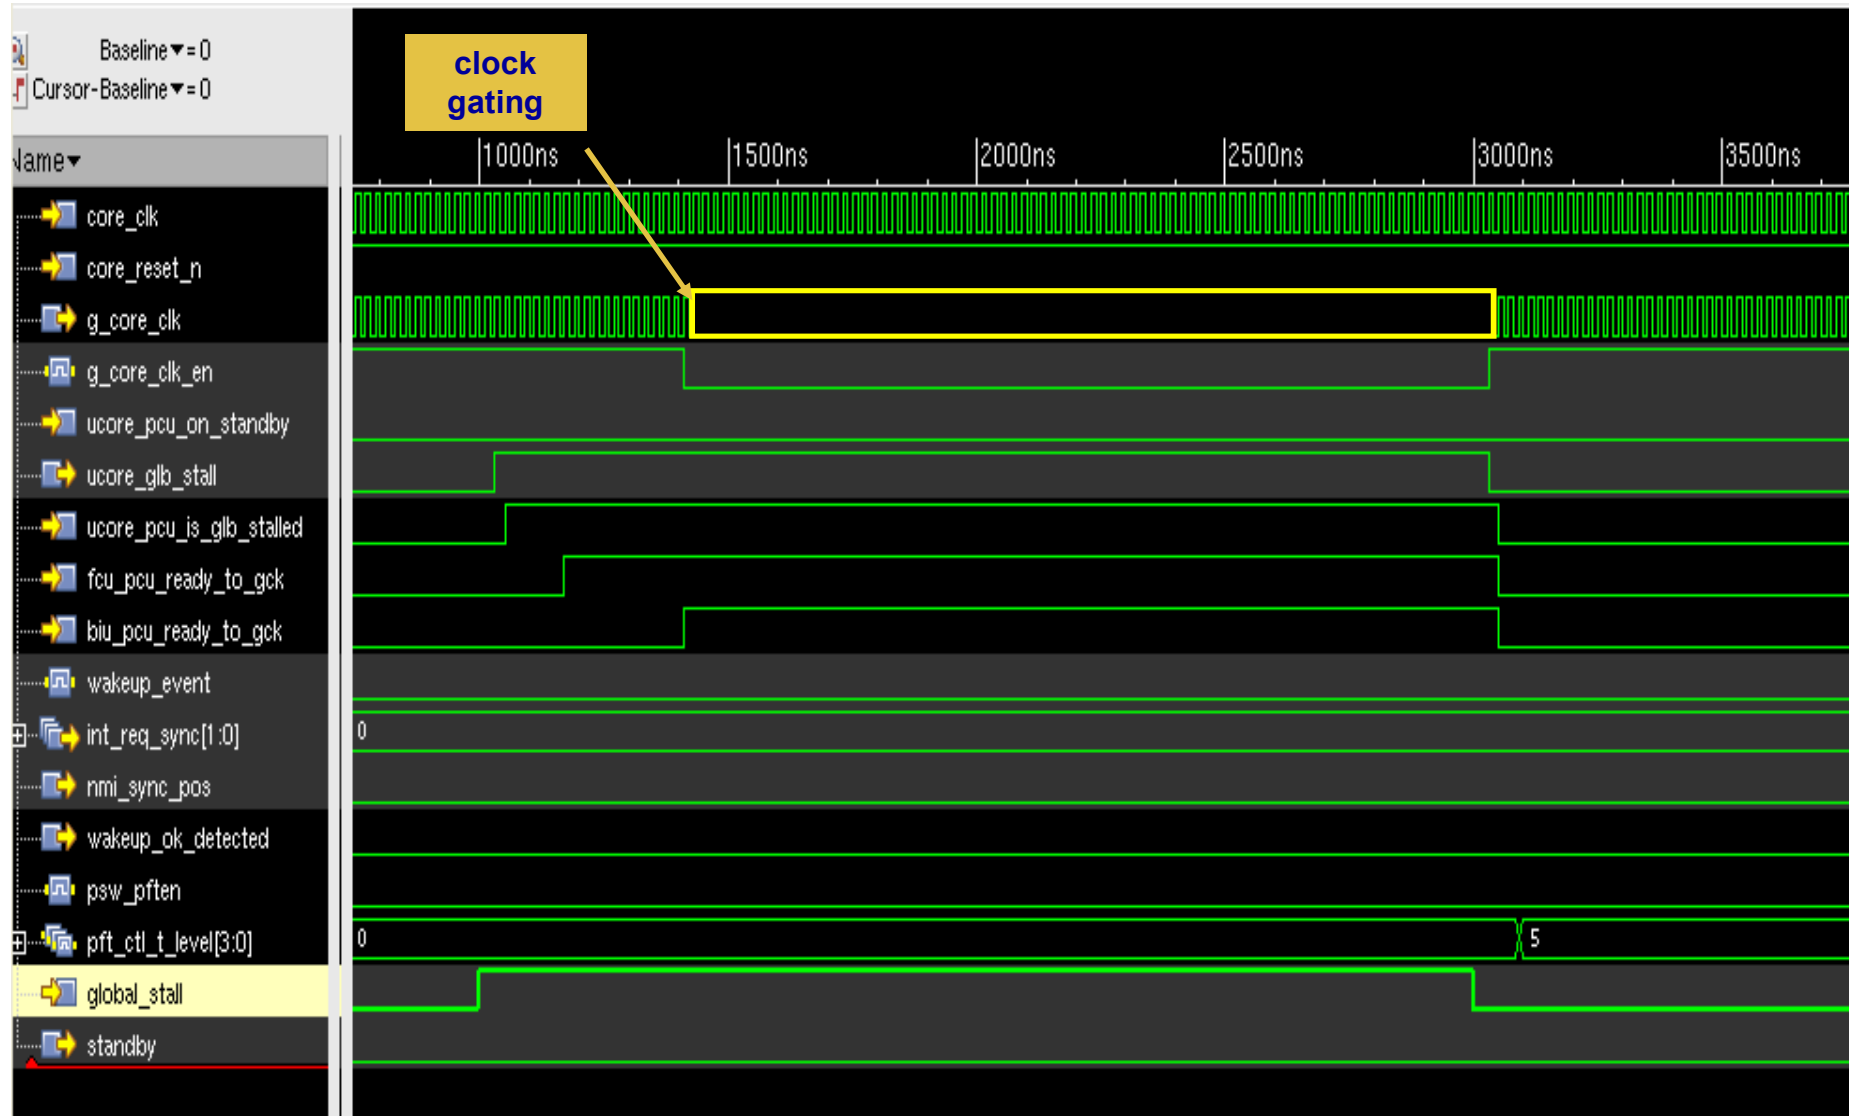 Baseline▼= 0
Cursor-Baseline▼= 0
clock
gating
Name▼
1000ns 1500ns 2000ns 2500ns 3000ns 3500ns
core_clk
core_reset_n
g_core_clk
g_core_clk_en
ucore_pcu_on_standby
ucore_glb_stall
ucore_pcu_is_glb_stalled
fcu_pcu_ready_to_gck
biu_pcu_ready_to_gck
wakeup_event
int_req_sync[1:0] 0
nmi_sync_pos
wakeup_ok_detected
psw_pften
pft_ctl_t_level[3:0] 0 5
global_stall
standby